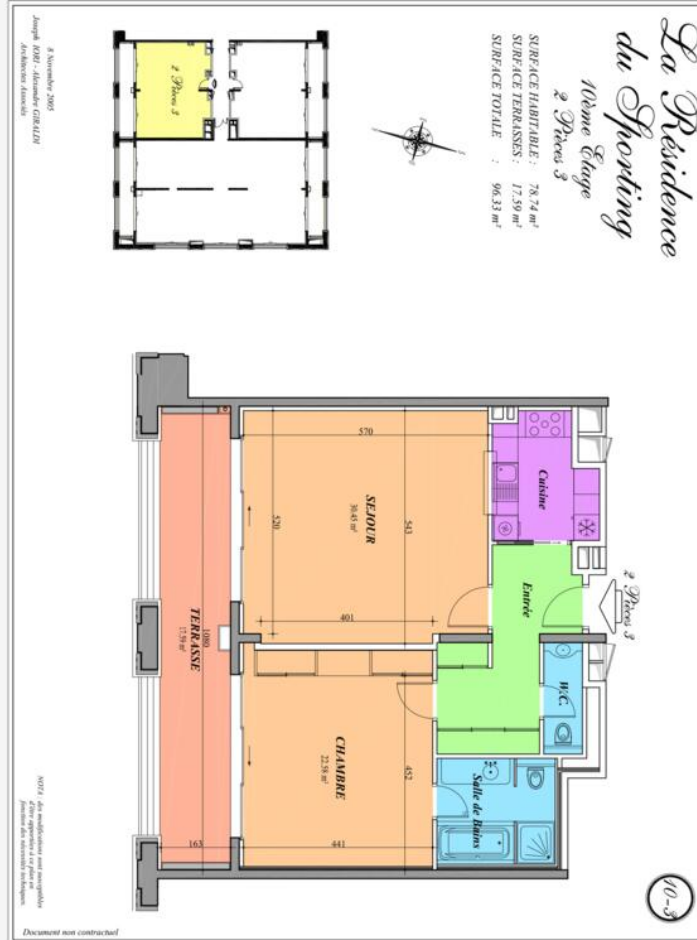 La Résidence
du Sporting
10ème Etage
2 Pièces 3
SURFACE HABITABLE : 78.74 m²
SURFACE TERRASSES : 17.59 m²
SURFACE TOTALE : 96.33 m²
2 Pièces 3
8 Novembre 2005
Joseph IORI - Alexandre GIRALDI
Architectes Associés
2 Pièces 3
Cuisine
Entrée
W.C.
Salle de Bains
570
SEJOUR
30.45 m²
543
520
401
CHAMBRE
22.58 m²
452
441
TERRASSE
17.59 m²
1080
163
10-3
NOTA : des modifications sont susceptibles
d'être apportées à ce plan en
fonction des nécessités techniques.
Document non contractuel